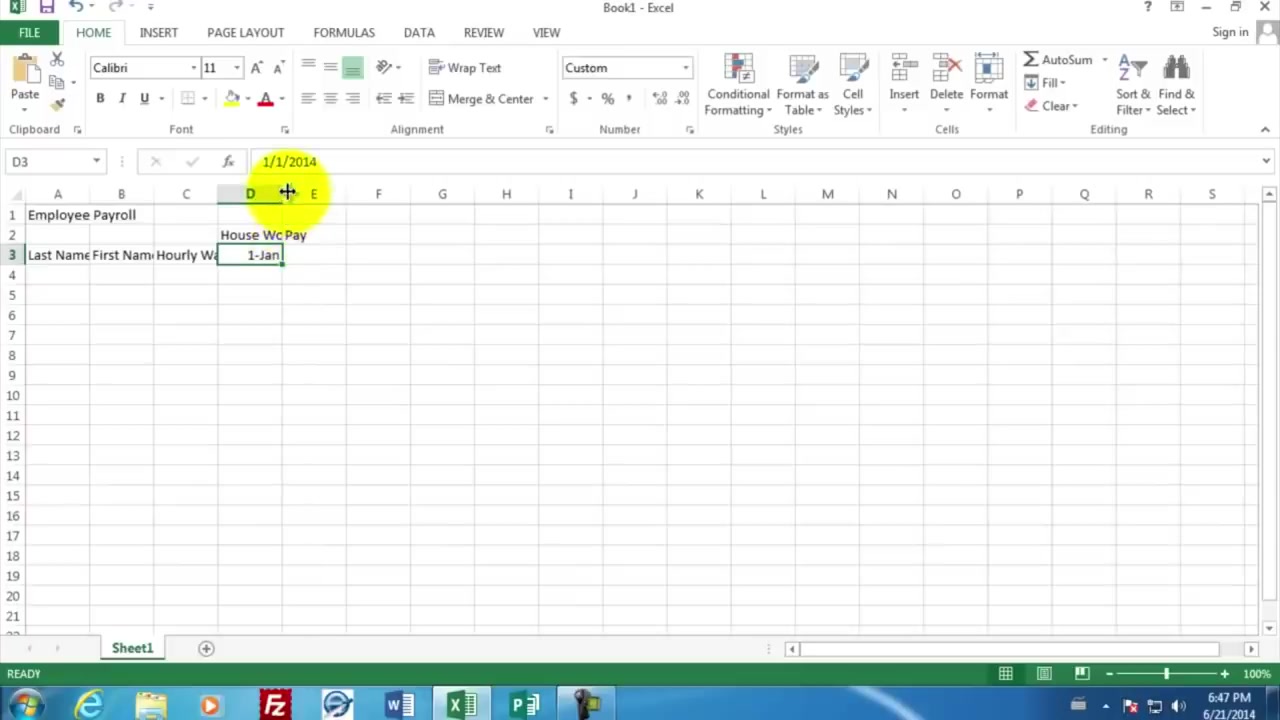 Book1 - Excel
?
FILE HOME INSERT PAGE LAYOUT FORMULAS DATA REVIEW VIEW Sign in
Calibri 11 Wrap Text Custom AutoSum
Paste Conditional Format as Cell Insert Delete Format Fill Sort & Find &
B I U A Merge & Center $ % , Formatting Table Styles Clear Filter Select
Clipboard Font Alignment Number Styles Cells Editing
D3 fx 1/1/2014
A B C D E F G H I J K L M N O P Q R S
1 Employee Payroll
2 House Wo Pay
3 Last Name First Name Hourly Wa 1-Jan
4
5
6
7
8
9
10
11
12
13
14
15
16
17
18
19
20
21
Sheet1
READY 100%
6:47 PM
6/21/2014